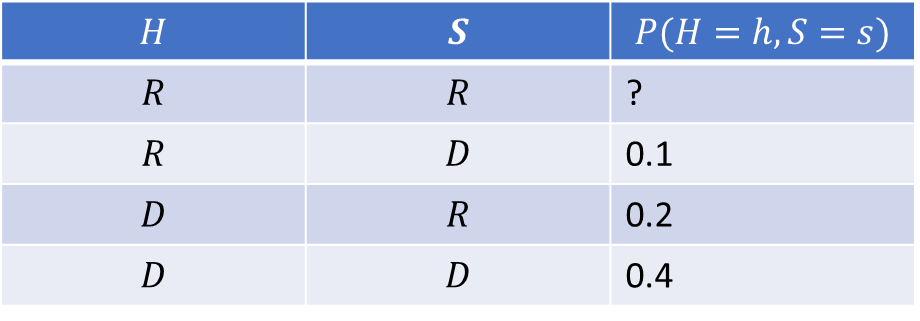 H S P(H = h, S = s)
R R ?
R D 0.1
D R 0.2
D D 0.4